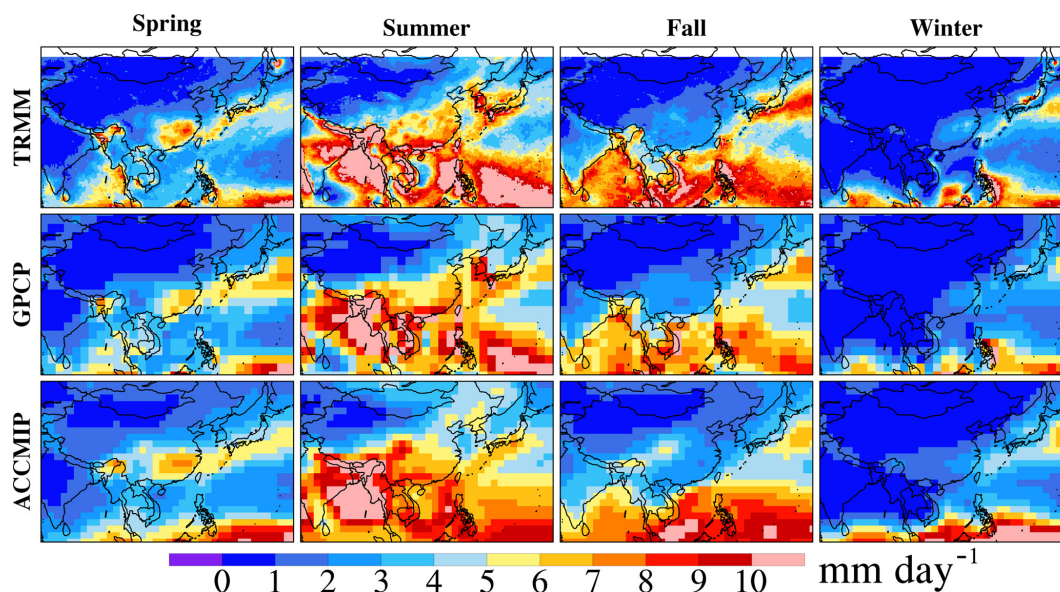 Spring Summer Fall Winter
TRMM
GPCP
ACCMIP
0 1 2 3 4 5 6 7 8 9 10 mm day⁻¹